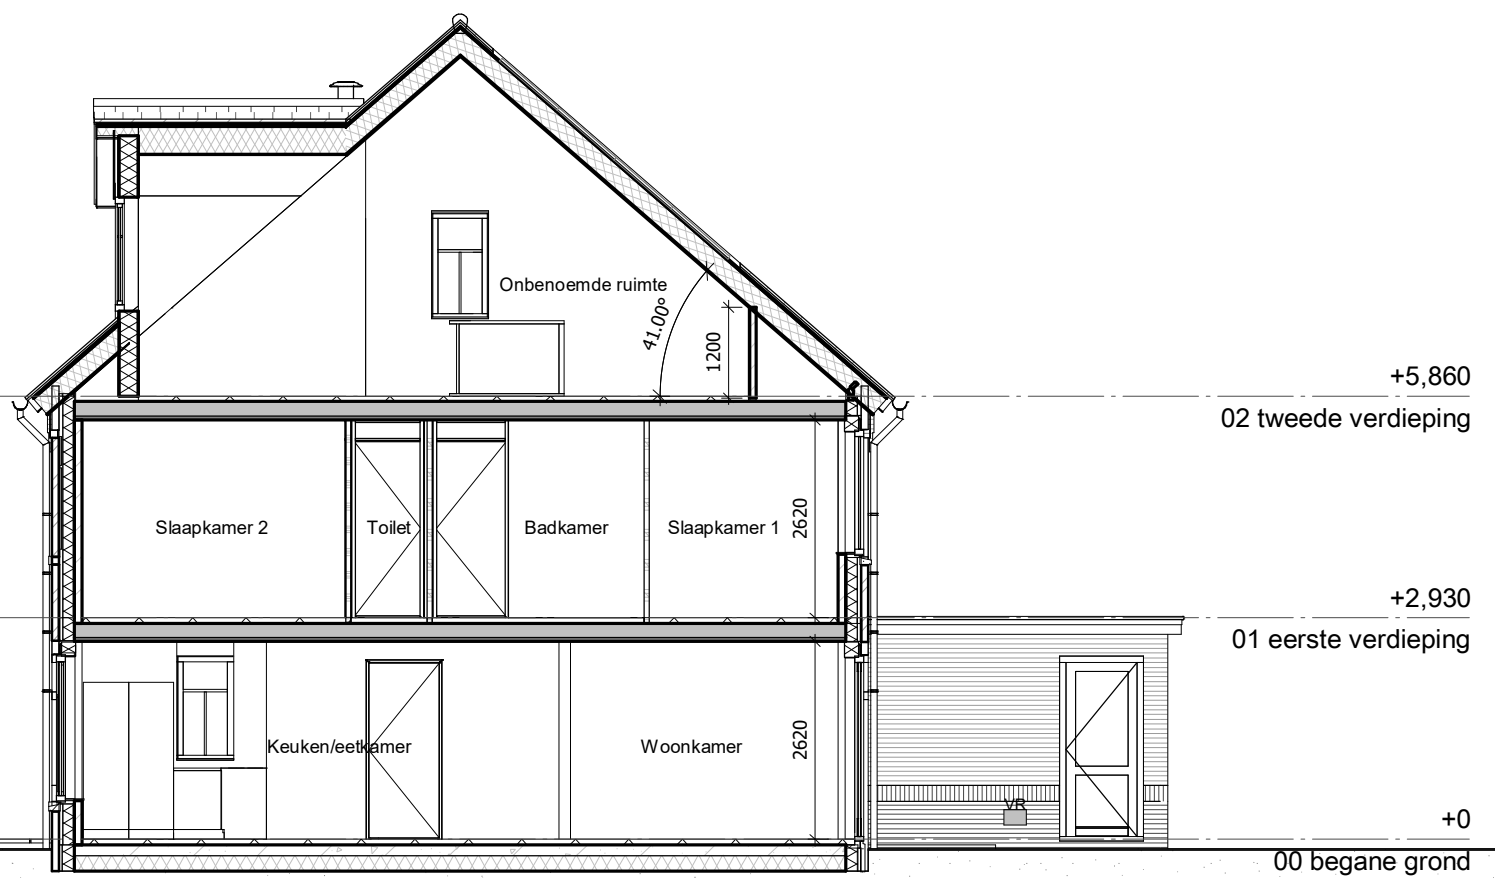 Onbenoemde ruimte
41.00°
1200
+5,860
02 tweede verdieping
Slaapkamer 2
Toilet
Badkamer
Slaapkamer 1
2620
+2,930
01 eerste verdieping
Keuken/eetkamer
Woonkamer
2620
VR
+0
00 begane grond